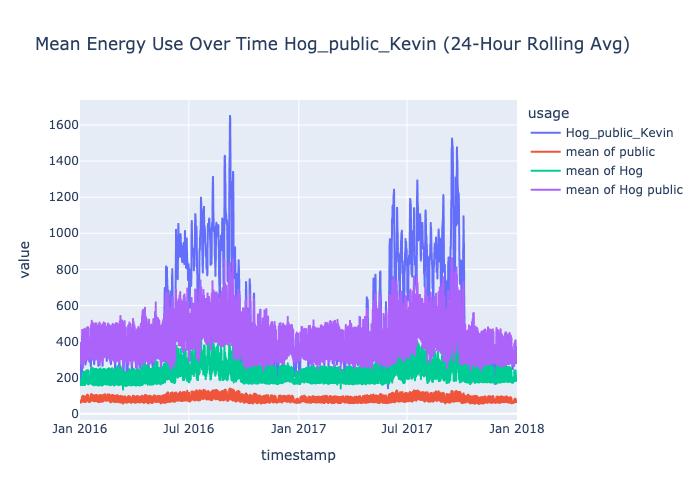 Mean Energy Use Over Time Hog_public_Kevin (24-Hour Rolling Avg)
usage
Hog_public_Kevin
mean of public
mean of Hog
mean of Hog public
value
1600
1400
1200
1000
800
600
400
200
0
Jan 2016 Jul 2016 Jan 2017 Jul 2017 Jan 2018
timestamp